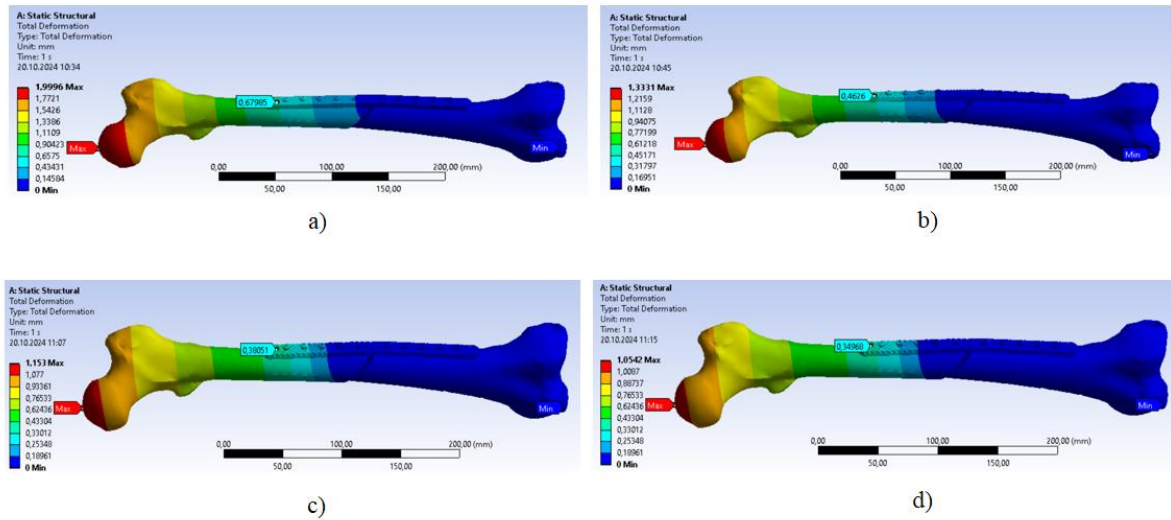 A: Static Structural
Total Deformation
Type: Total Deformation
Unit: mm
Time: 1 s
20.10.2024 10:34
1,9996 Max
1,7721
1,5426
1,3386
1,1109
0,90423
0,6575
0,43431
0,14584
0 Min
Max
0,67985
Min
0,00
100,00
200,00 (mm)
50,00
150,00
a)
A: Static Structural
Total Deformation
Type: Total Deformation
Unit: mm
Time: 1 s
20.10.2024 10:45
1,3331 Max
1,2159
1,1128
0,94075
0,77199
0,61218
0,45171
0,31797
0,16951
0 Min
Max
0,4626
Min
0,00
100,00
200,00 (mm)
50,00
150,00
b)
A: Static Structural
Total Deformation
Type: Total Deformation
Unit: mm
Time: 1 s
20.10.2024 11:07
1,153 Max
1,077
0,93361
0,76533
0,62436
0,43304
0,33012
0,25348
0,18961
0 Min
Max
0,38051
Min
0,00
100,00
200,00 (mm)
50,00
150,00
c)
A: Static Structural
Total Deformation
Type: Total Deformation
Unit: mm
Time: 1 s
20.10.2024 11:15
1,0542 Max
1,0087
0,88737
0,76533
0,62436
0,43304
0,33012
0,25348
0,18961
0 Min
Max
0,34968
Min
0,00
100,00
200,00 (mm)
50,00
150,00
d)